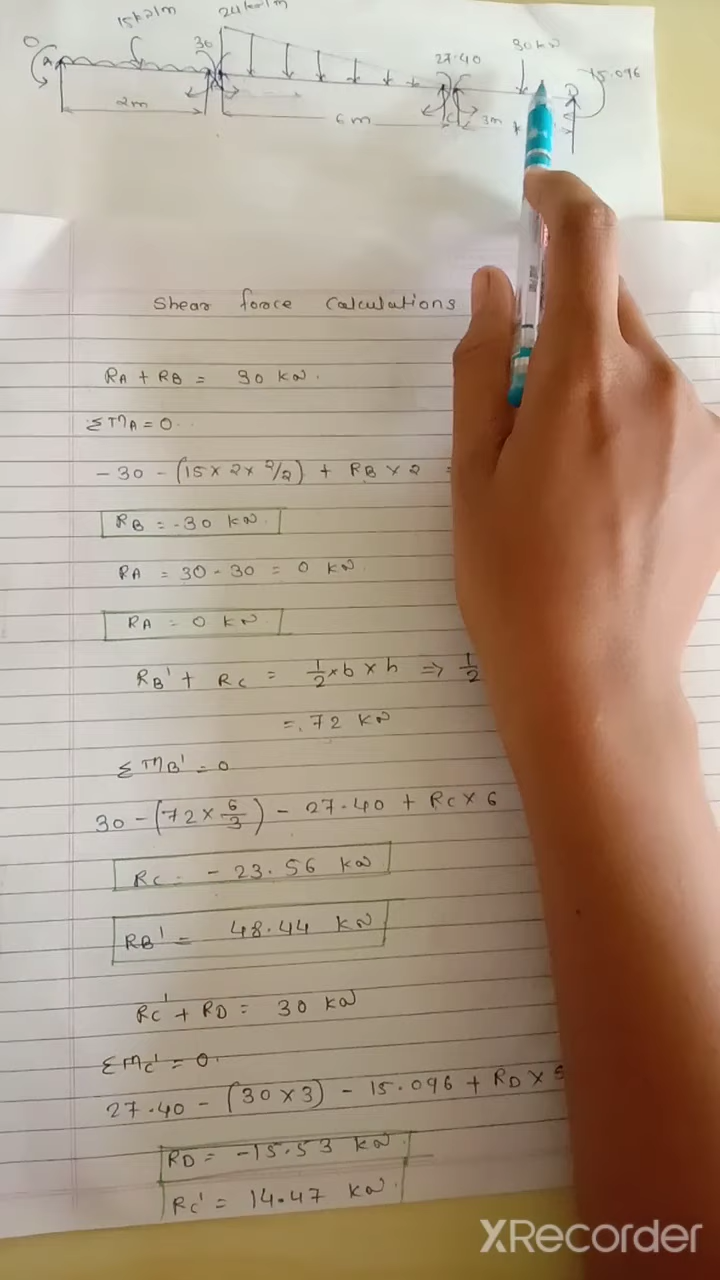 15kN/m 24kN/m
0 A 30 27.40 30 kN 15.096
D
2m 6m C 3m
Shear force Calculations
RA + RB = 30 kN.
ΣMA = 0.
-30 - (15 × 2 × 2/2) + RB × 2 =
RB = -30 kN.
RA = 30 - 30 = 0 kN.
RA = 0 kN.
RB' + RC = 1/2 × b × h ⇒ 1/2
=. 72 kN
ΣMB' = 0
30 - (72 × 6/3) - 27.40 + RC × 6
RC = - 23.56 kN
RB' = 48.44 kN
RC' + RD = 30 kN
ΣMC' = 0.
27.40 - (30 × 3) - 15.096 + RD × 5
RD = -15.53 kN.
RC' = 14.47 kN.
XRecorder